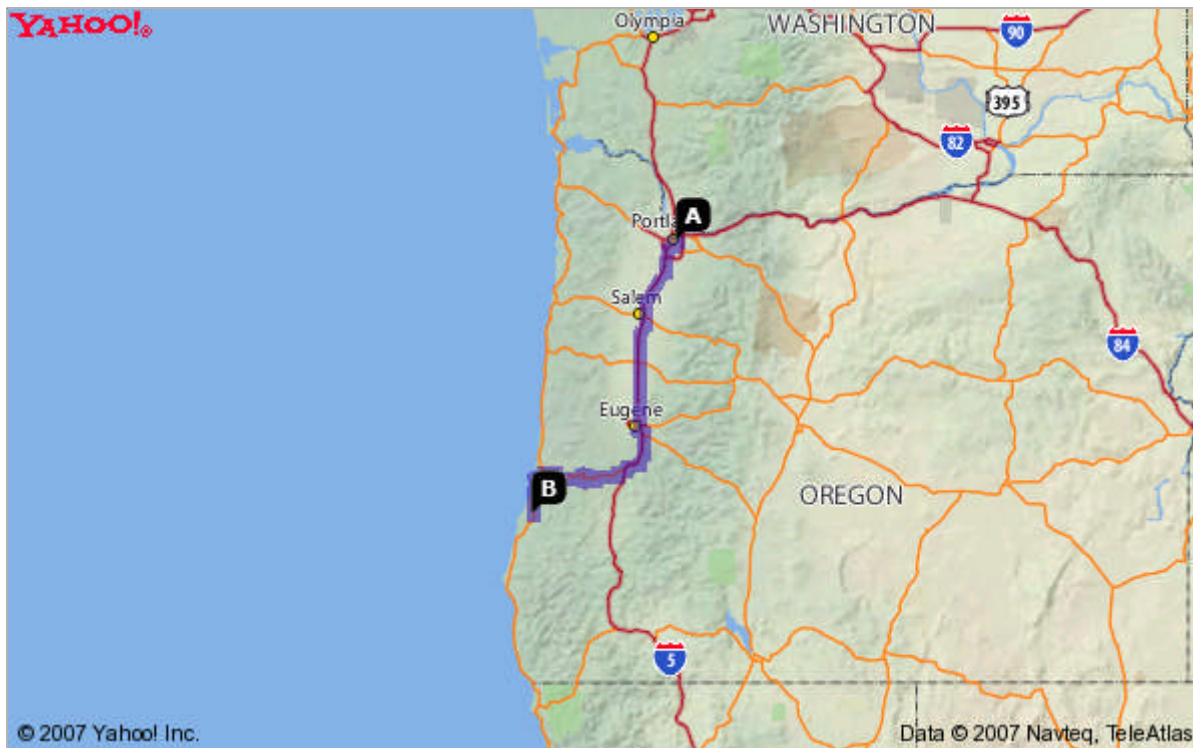 YAHOO!®
Olympia
WASHINGTON
90
395
82
A
Portla
Salem
84
Eugene
B
OREGON
5
© 2007 Yahoo! Inc.
Data © 2007 Navteq, TeleAtlas